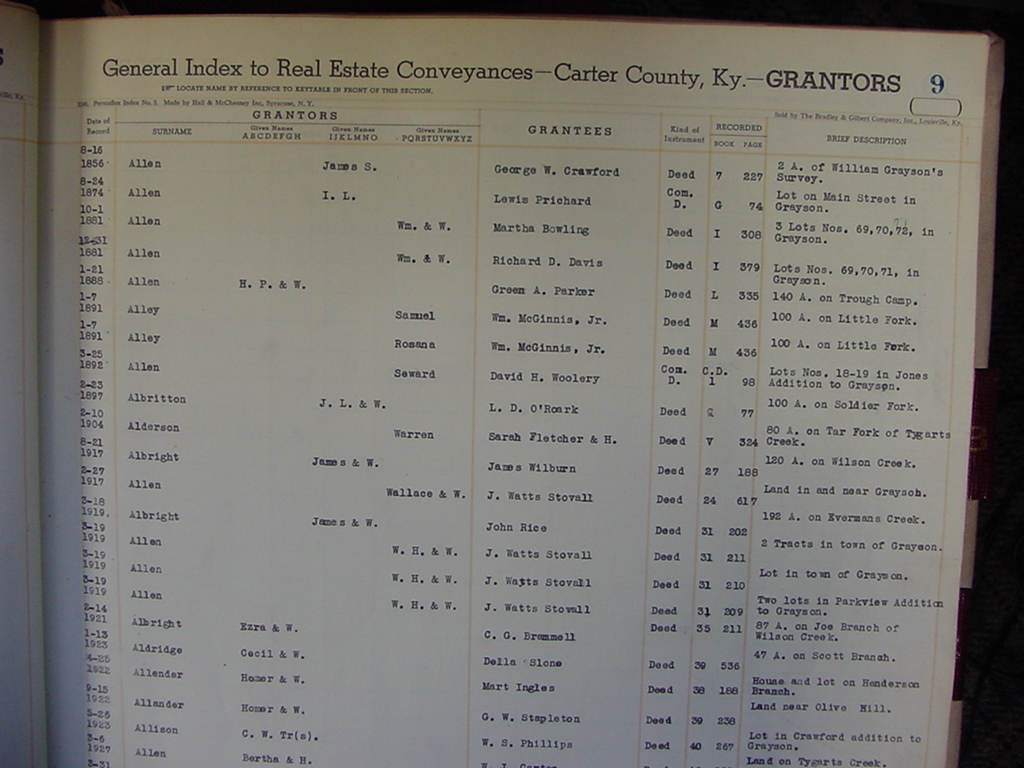 General Index to Real Estate Conveyances—Carter County, Ky.—GRANTORS 9
LOCATE NAME BY REFERENCE TO KEYTABLE IN FRONT OF THIS SECTION.
Permaflex Index No. 3. Made by Hall & McChesney Inc, Syracuse, N. Y.
Sold by The Bradley & Gilbert Company, Inc., Louisville, Ky.
Date of Record
GRANTORS
SURNAME
Given Names ABCDEFGH
Given Names IJKLMNO
Given Names PQRSTUVWXYZ
GRANTEES
Kind of Instrument
RECORDED
BOOK PAGE
BRIEF DESCRIPTION
8-16
1856 Allen James S. George W. Crawford Deed 7 227 2 A. of William Grayson's
Survey.
8-24
1874 Allen I. L. Lewis Prichard Com. D. G 74 Lot on Main Street in
Grayson.
10-1
1881 Allen Wm. & W. Martha Bowling Deed I 308 3 Lots Nos. 69,70,72, in
Grayson.
12-31
1881 Allen Wm. & W. Richard D. Davis Deed I 379 Lots Nos. 69,70,71, in
Grayson.
1-21
1888 Allen H. P. & W. Green A. Parker Deed L 335 140 A. on Trough Camp.
1-7
1891 Alley Samuel Wm. McGinnis, Jr. Deed M 436 100 A. on Little Fork.
1-7
1891 Alley Rosana Wm. McGinnis, Jr. Deed M 436 100 A. on Little Fork.
3-25
1892 Allen Seward David H. Woolery Com. D. C.D. 1 98 Lots Nos. 18-19 in Jones
Addition to Grayson.
2-23
1897 Albritton J. L. & W. L. D. O'Roark Deed Q 77 100 A. on Soldier Fork.
2-10
1904 Alderson Warren Sarah Fletcher & H. Deed V 324 80 A. on Tar Fork of Tygarts
Creek.
8-21
1917 Albright James & W. James Wilburn Deed 27 188 120 A. on Wilson Creek.
2-27
1917 Allen Wallace & W. J. Watts Stovall Deed 24 617 Land in and near Grayson.
3-18
1919. Albright James & W. John Rice Deed 31 202 192 A. on Evermans Creek.
3-19
1919 Allen W. H. & W. J. Watts Stovall Deed 31 211 2 Tracts in town of Grayson.
3-19
1919 Allen W. H. & W. J. Watts Stovall Deed 31 210 Lot in town of Grayson.
3-19
1919 Allen W. H. & W. J. Watts Stovall Deed 31 209 Two lots in Parkview Addition
to Grayson.
2-14
1921 Albright Ezra & W. C. G. Brammell Deed 35 211 87 A. on Joe Branch of
Wilson Creek.
1-13
1923 Aldridge Cecil & W. Della Slone Deed 39 536 47 A. on Scott Branch.
4-25
1922 Allender Homer & W. Mart Ingles Deed 38 188 House and lot on Henderson
Branch.
9-15
1922 Allander Homer & W. G. W. Stapleton Deed 39 238 Land near Olive Hill.
5-26
1923 Allison C. W. Tr(s). W. S. Phillips Deed 40 267 Lot in Crawford addition to
Grayson.
3-6
1927 Allen Bertha & H. Land on Tygarts Creek.
3-31